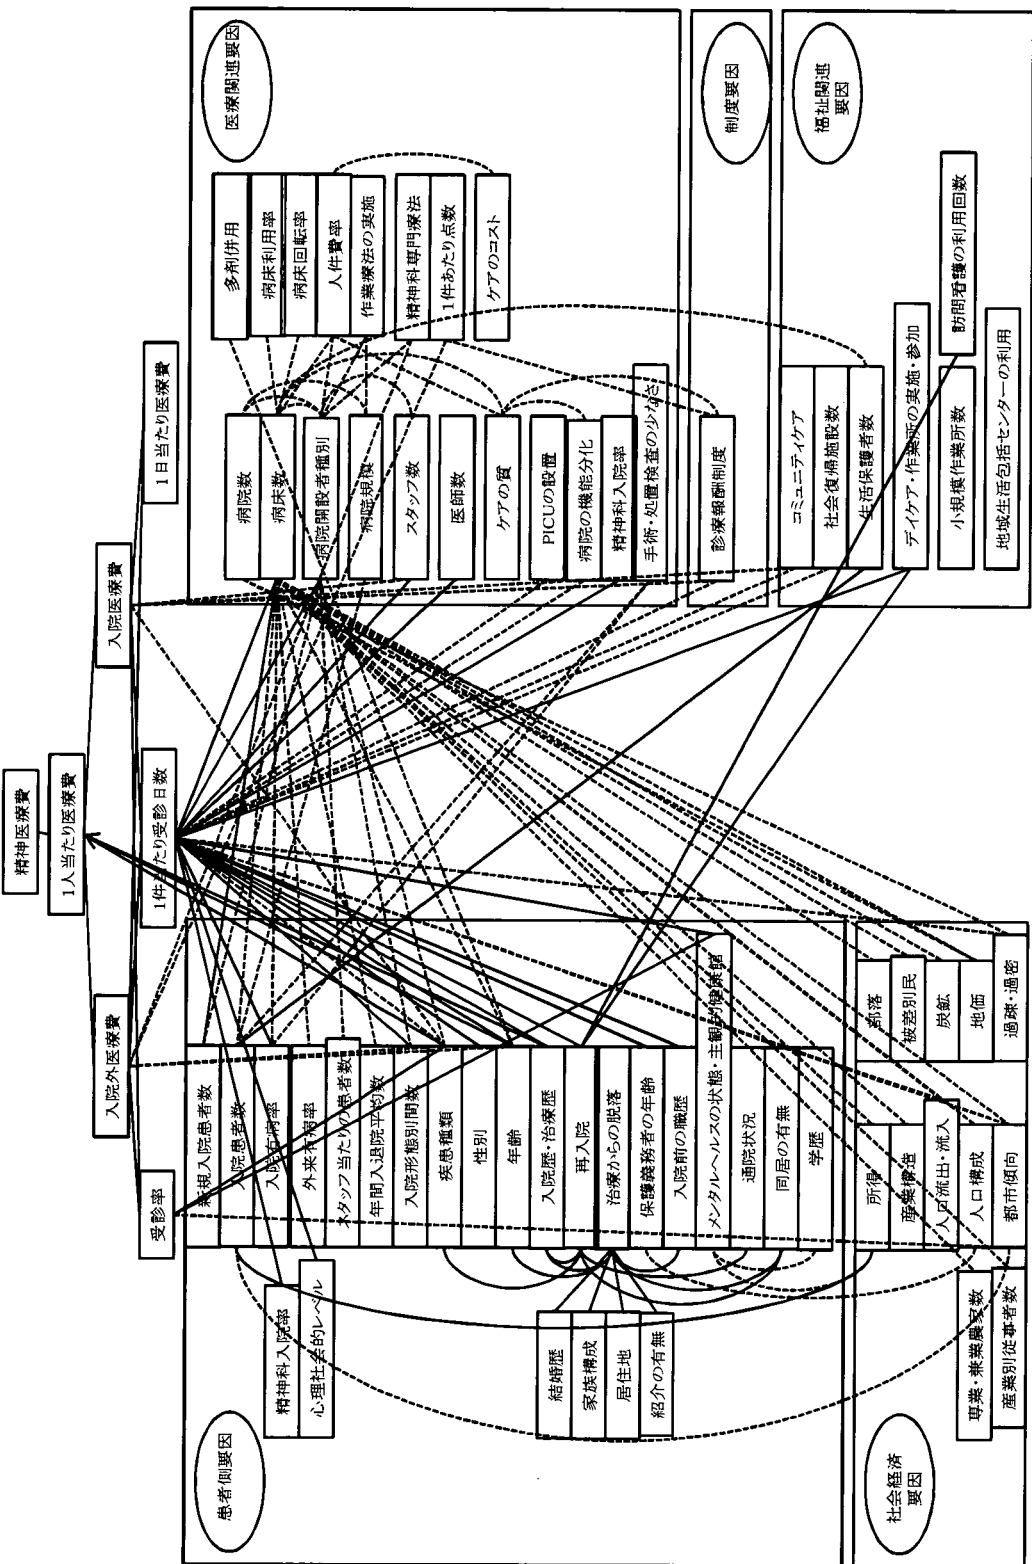 精神医療費
1人当たり医療費
入院外医療費
入院医療費
受診率
1件当たり受診日数
1日当たり医療費
患者側要因
精神科入院率
心理社会的レベル
結婚歴
家族構成
居住地
紹介の有無
新規入院患者数
入院患者数
入院有病率
外来有病率
スタッフ当たりの患者数
年間入退院平均数
入院形態別間数
疾患種類
性別
年齢
入院歴・治療歴
再入院
治療からの脱落
保護義務者の年齢
入院前の職歴
メンタルヘルスの状態・主観的健康観
通院状況
同居の有無
学歴
社会経済
要因
専業・兼業農家数
産業別従事者数
所得
産業構造
人口流出・流入
人口構成
都市傾向
部落
被差別民
炭鉱
地価
過疎・過密
医療関連要因
病院数
病床数
病院開設者種別
病院規模
スタッフ数
医師数
ケアの質
PICUの設置
病院の機能分化
精神科入院率
手術・処置検査の少なさ
多剤併用
病床利用率
病床回転率
人件費率
作業療法の実施
精神科専門療法
1件あたり点数
ケアのコスト
制度要因
診療報酬制度
福祉関連
要因
コミュニティケア
社会復帰施設数
生活保護者数
デイケア・作業所の実施・参加
小規模作業所数
地域生活包括センターの利用
訪問看護の利用回数